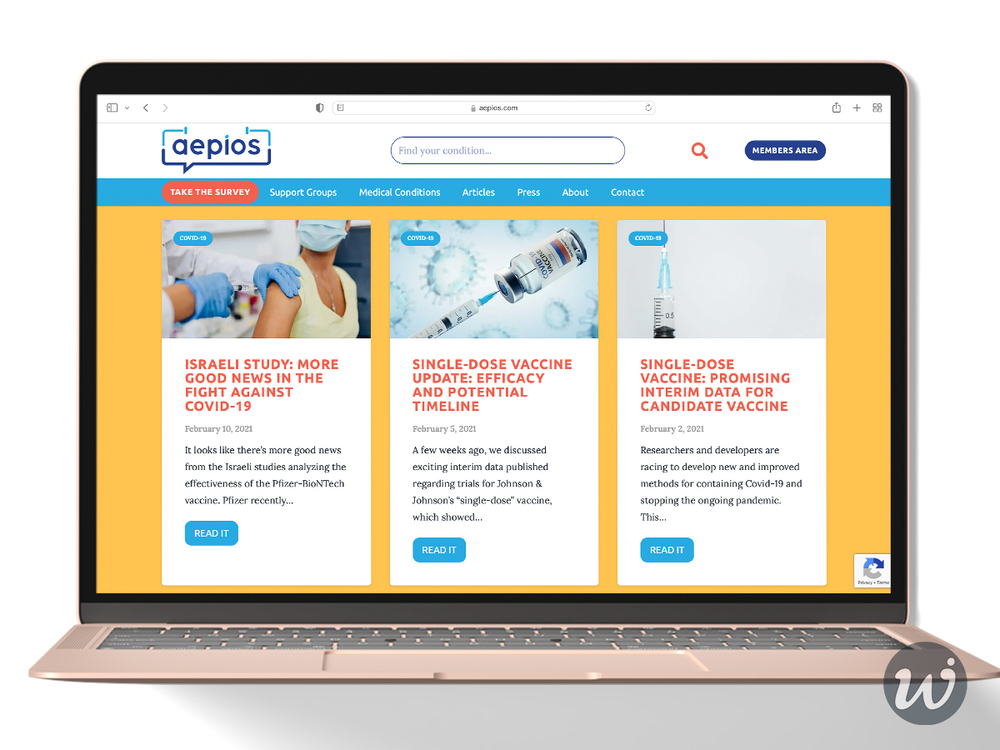 aepios.com
aepios
Find your condition...
MEMBERS AREA
TAKE THE SURVEY
Support Groups
Medical Conditions
Articles
Press
About
Contact
COVID-19
ISRAELI STUDY: MORE
GOOD NEWS IN THE
FIGHT AGAINST
COVID-19
February 10, 2021
It looks like there's more good news
from the Israeli studies analyzing the
effectiveness of the Pfizer-BioNTech
vaccine. Pfizer recently...
READ IT
COVID-19
COVID-19
VACCINE
SINGLE-DOSE VACCINE
UPDATE: EFFICACY
AND POTENTIAL
TIMELINE
February 5, 2021
A few weeks ago, we discussed
exciting interim data published
regarding trials for Johnson &
Johnson's “single-dose” vaccine,
which showed...
READ IT
COVID-19
0.5
SINGLE-DOSE
VACCINE: PROMISING
INTERIM DATA FOR
CANDIDATE VACCINE
February 2, 2021
Researchers and developers are
racing to develop new and improved
methods for containing Covid-19 and
stopping the ongoing pandemic.
This...
READ IT
Privacy • Terms
wi